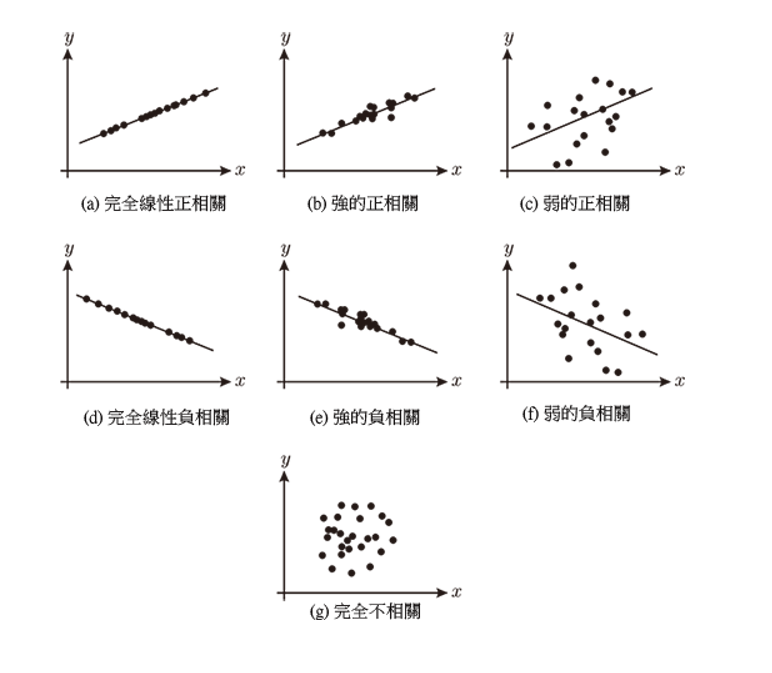 y
x
(a) 完全線性正相關
y
x
(b) 強的正相關
y
x
(c) 弱的正相關
y
x
(d) 完全線性負相關
y
x
(e) 強的負相關
y
x
(f) 弱的負相關
y
x
(g) 完全不相關